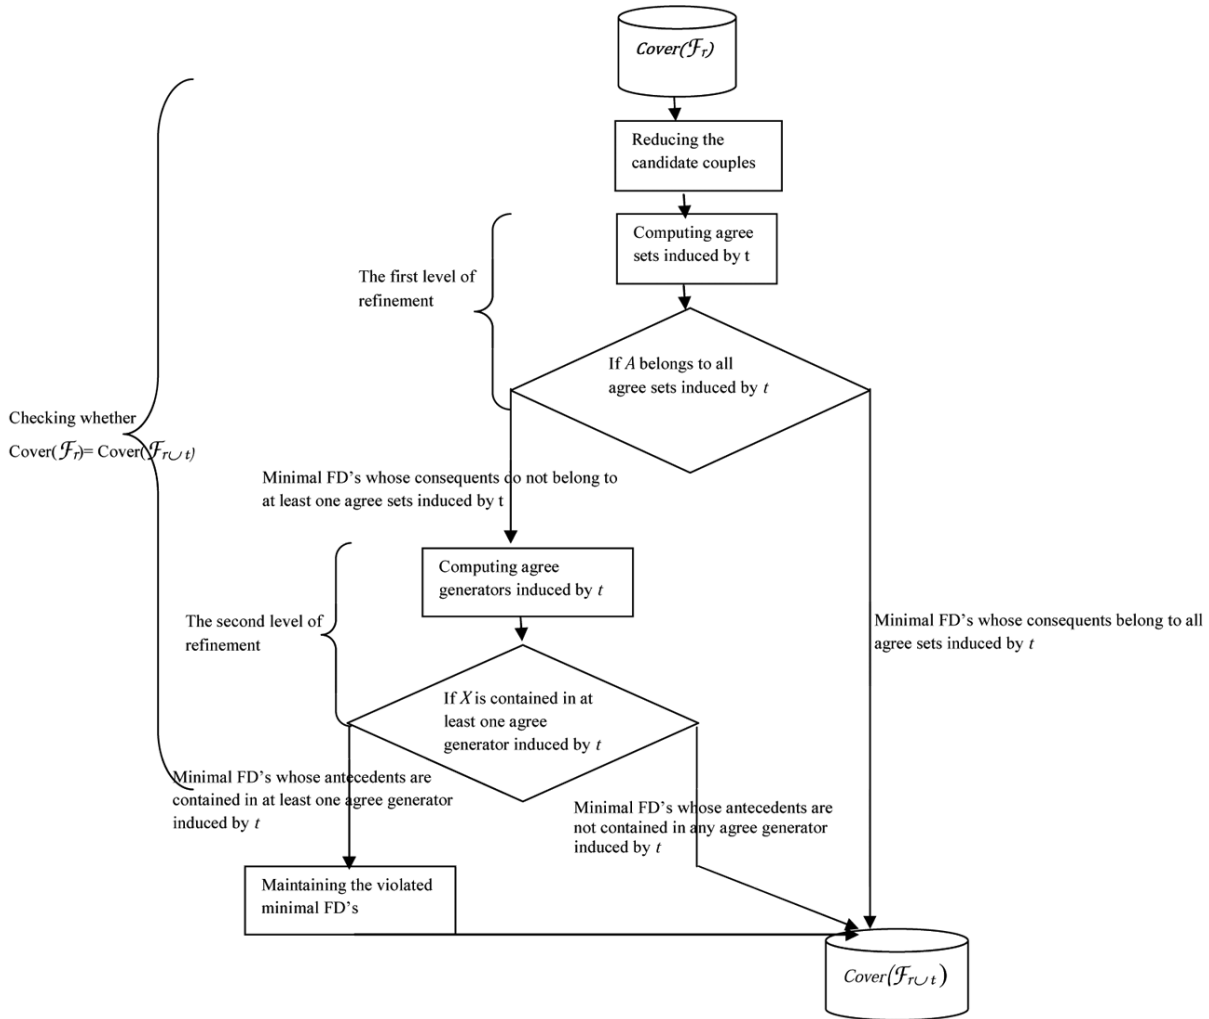 Cover(ℱr)
Reducing the
candidate couples
Computing agree
sets induced by t
The first level of
refinement
If A belongs to all
agree sets induced by t
Checking whether
Cover(ℱr)= Cover(ℱr∪ t)
Minimal FD's whose consequents do not belong to
at least one agree sets induced by t
Computing agree
generators induced by t
The second level of
refinement
Minimal FD's whose consequents belong to all
agree sets induced by t
If X is contained in at
least one agree
generator induced by t
Minimal FD's whose antecedents are
contained in at least one agree generator
induced by t
Minimal FD's whose antecedents are
not contained in any agree generator
induced by t
Maintaining the violated
minimal FD's
Cover(ℱr∪ t)